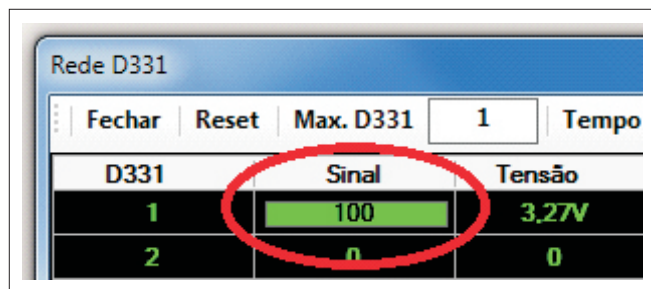 Rede D331
Fechar Reset Max. D331 1 Tempo
D331 Sinal Tensão
1 100 3,27V
2 0 0